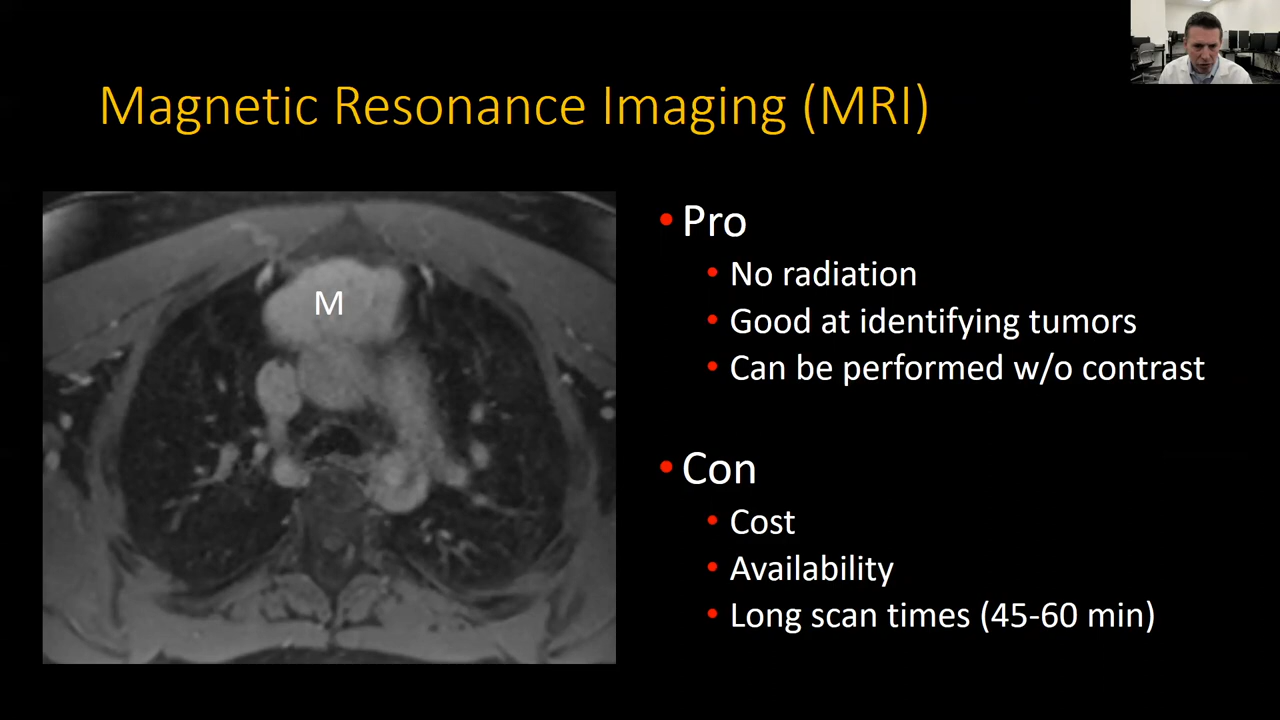 Magnetic Resonance Imaging (MRI)
M
• Pro
• No radiation
• Good at identifying tumors
• Can be performed w/o contrast
• Con
• Cost
• Availability
• Long scan times (45-60 min)